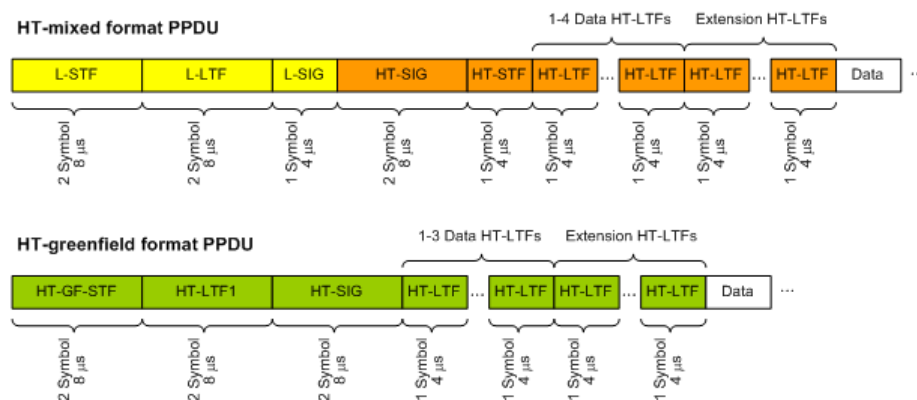 1-4 Data HT-LTFs Extension HT-LTFs
HT-mixed format PPDU
L-STF L-LTF L-SIG HT-SIG HT-STF HT-LTF ... HT-LTF HT-LTF ... HT-LTF Data ...
2 Symbol 2 Symbol 1 Symbol 2 Symbol 1 Symbol 1 Symbol 1 Symbol 1 Symbol 1 Symbol
8 µs 8 µs 4 µs 8 µs 4 µs 4 µs 4 µs 4 µs 4 µs
1-3 Data HT-LTFs Extension HT-LTFs
HT-greenfield format PPDU
HT-GF-STF HT-LTF1 HT-SIG HT-LTF ... HT-LTF HT-LTF ... HT-LTF Data ...
2 Symbol 2 Symbol 2 Symbol 1 Symbol 1 Symbol 1 Symbol 1 Symbol
8 µs 8 µs 8 µs 4 µs 4 µs 4 µs 4 µs